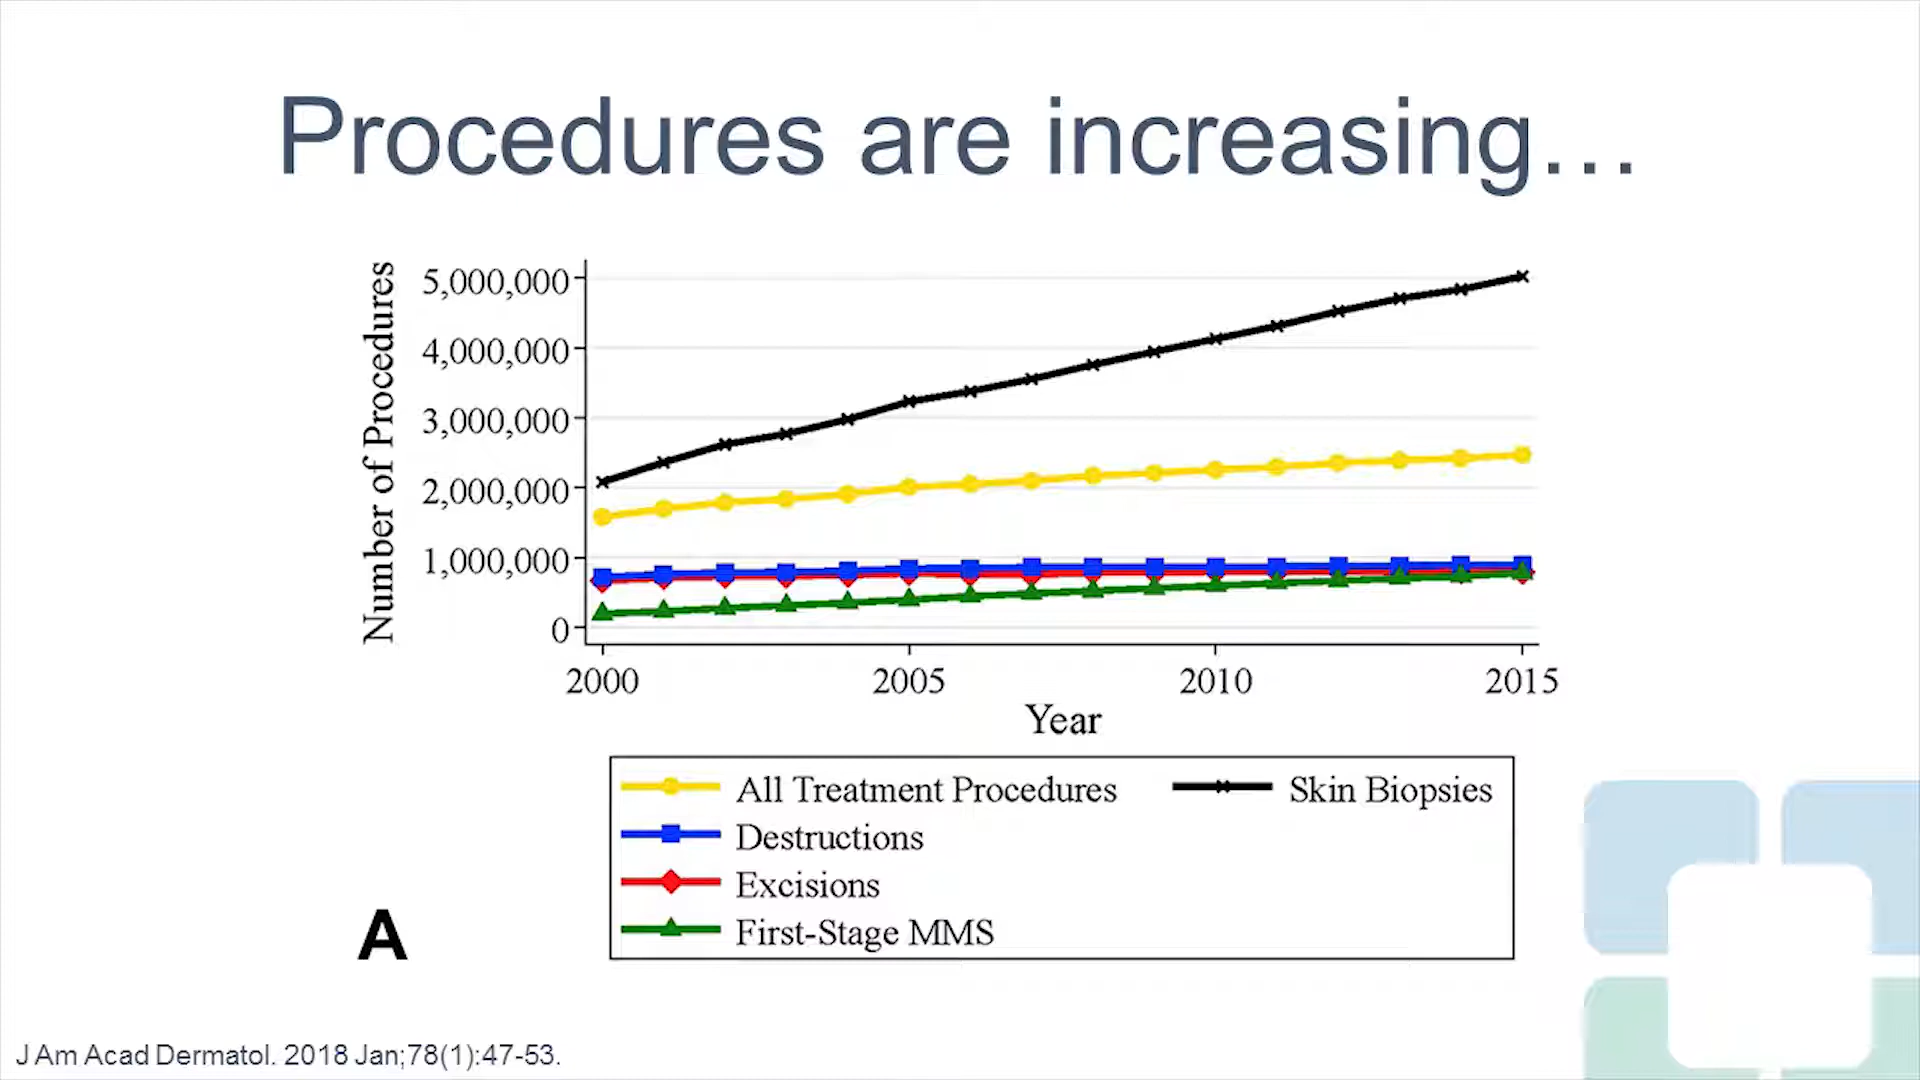 Procedures are increasing…
Number of Procedures
5,000,000
4,000,000
3,000,000
2,000,000
1,000,000
0
2000 2005 2010 2015
Year
All Treatment Procedures Skin Biopsies
Destructions
Excisions
First-Stage MMS
A
J Am Acad Dermatol. 2018 Jan;78(1):47-53.